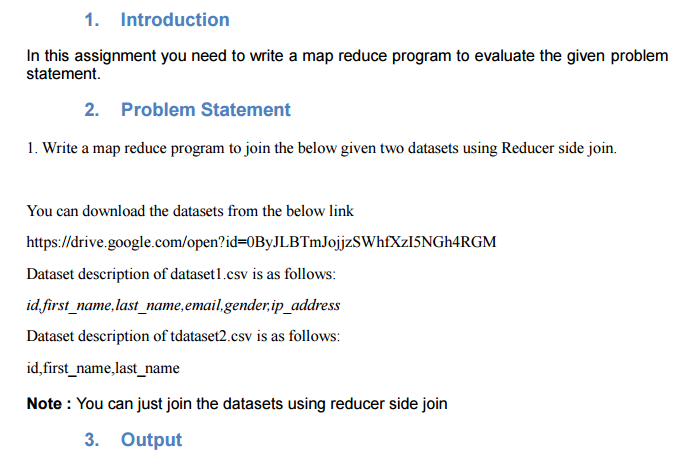 1. Introduction
In this assignment you need to write a map reduce program to evaluate the given problem
statement.
2. Problem Statement
1. Write a map reduce program to join the below given two datasets using Reducer side join.
You can download the datasets from the below link
https://drive.google.com/open?id=0ByJLBTmJojjzSWhfXzI5NGh4RGM
Dataset description of dataset1.csv is as follows:
id,first_name,last_name,email,gender,ip_address
Dataset description of tdataset2.csv is as follows:
id,first_name,last_name
Note : You can just join the datasets using reducer side join
3. Output